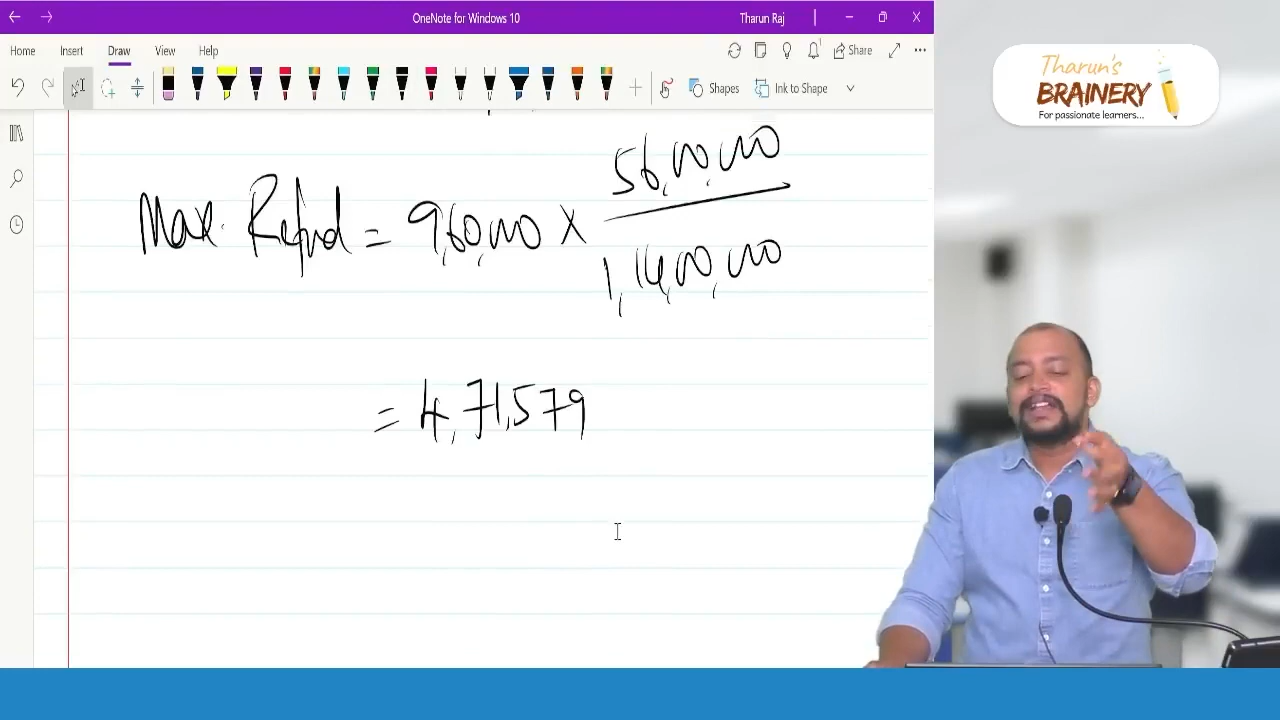 OneNote for Windows 10
Tharun Raj
Home Insert Draw View Help
Share
Shapes
Ink to Shape
Tharun's
BRAINERY
For passionate learners...
Max. Refund = 9,60,000 x 56,00,000
1,14,00,000
= 4,71,579